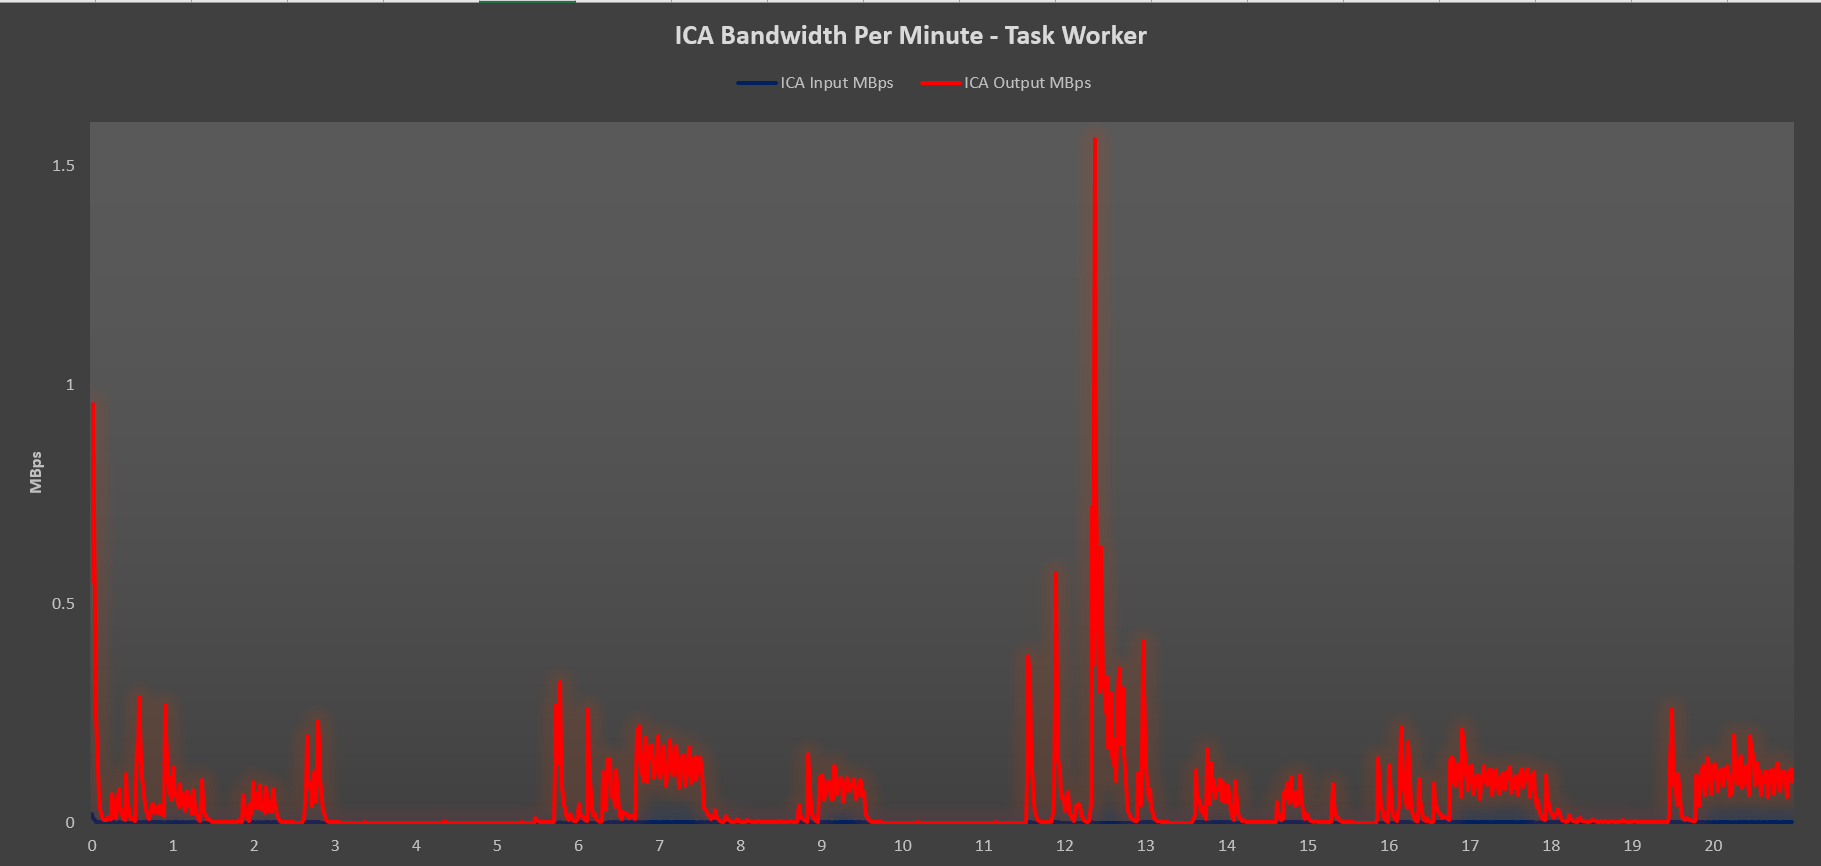 ICA Bandwidth Per Minute - Task Worker
ICA Input MBps ICA Output MBps
1.5
1
MBps
0.5
0
0 1 2 3 4 5 6 7 8 9 10 11 12 13 14 15 16 17 18 19 20